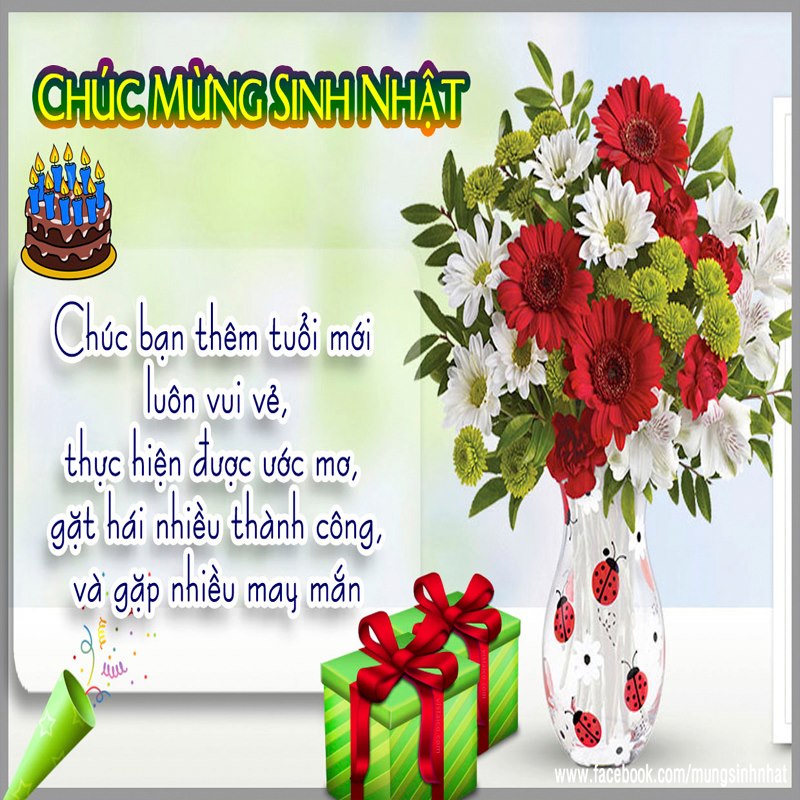 CHÚC MỪNG SINH NHẬT
Chúc bạn thêm tuổi mới
luôn vui vẻ,
thực hiện được ước mơ,
gặt hái nhiều thành công,
và gặp nhiều may mắn
www.facebook.com/mungsinhnhat